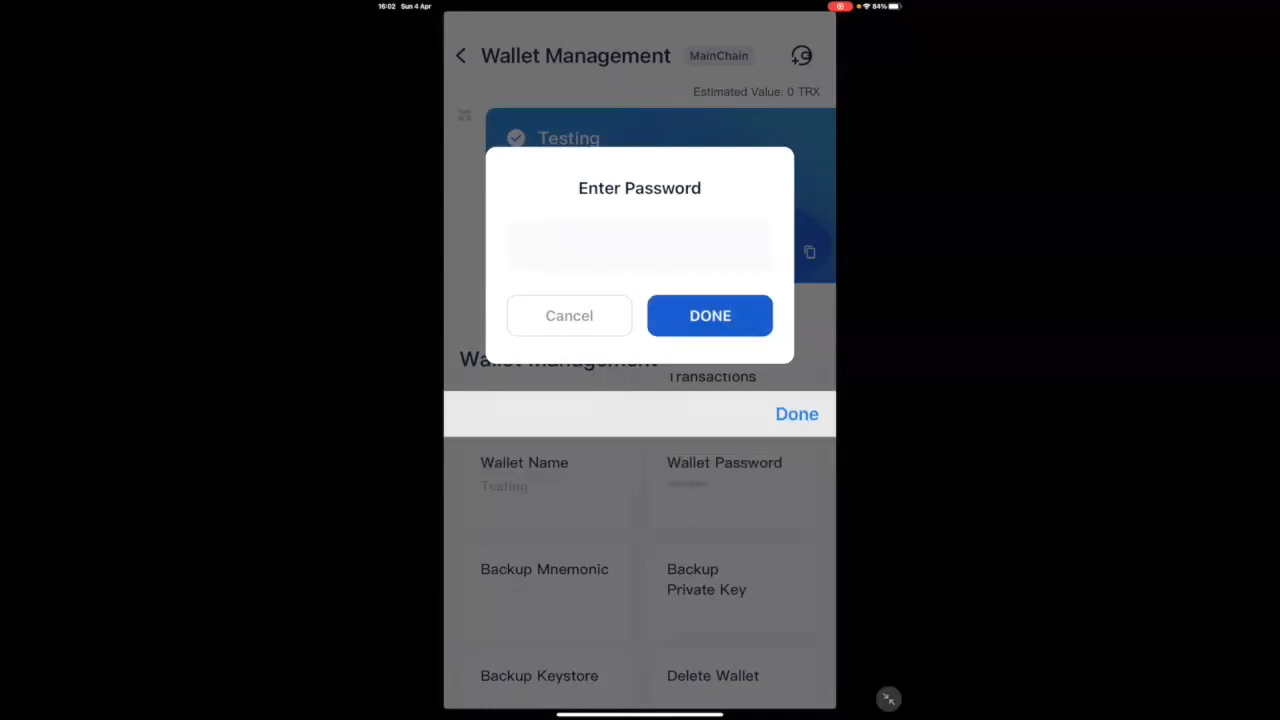 16:02 Sun 4 Apr
84%
Wallet Management MainChain
Estimated Value: 0 TRX
Testing
Enter Password
Cancel DONE
Wallet Management
Transactions
Done
Wallet Name Wallet Password
Testing
Backup Mnemonic Backup
Private Key
Backup Keystore Delete Wallet